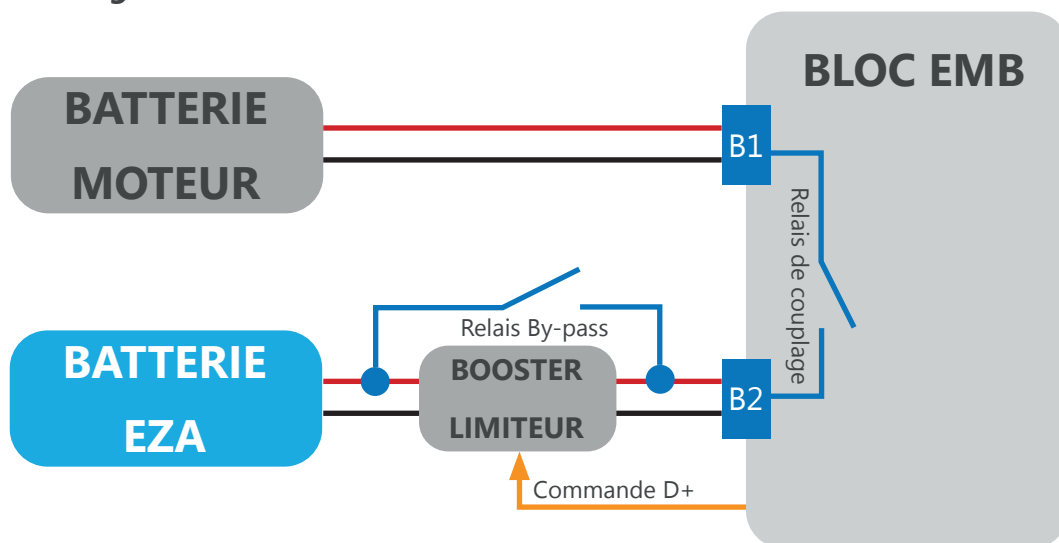 BLOC EMB
BATTERIE
MOTEUR
B1
Relais de couplage
Relais By-pass
BATTERIE
EZA
BOOSTER
LIMITEUR
B2
Commande D+